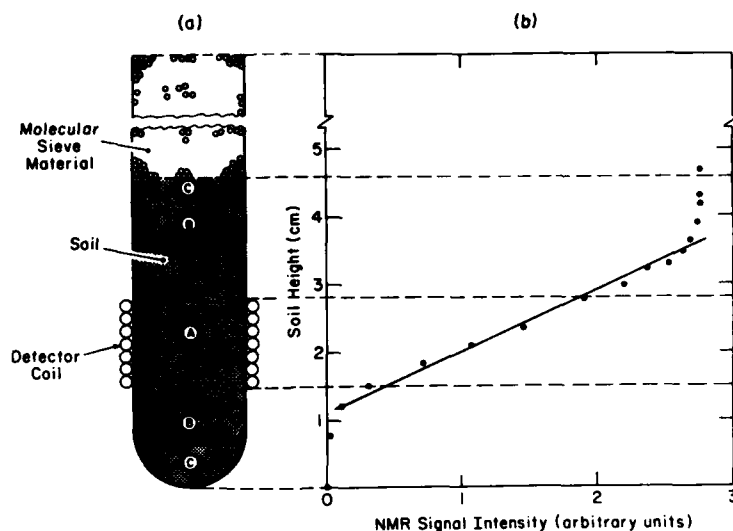 (a)
(b)
Molecular
Sieve
Material
Soil
Detector
Coil
C
B
A
B
C
Soil Height (cm)
5
4
3
2
1
0
0
1
2
3
NMR Signal Intensity (arbitrary units)